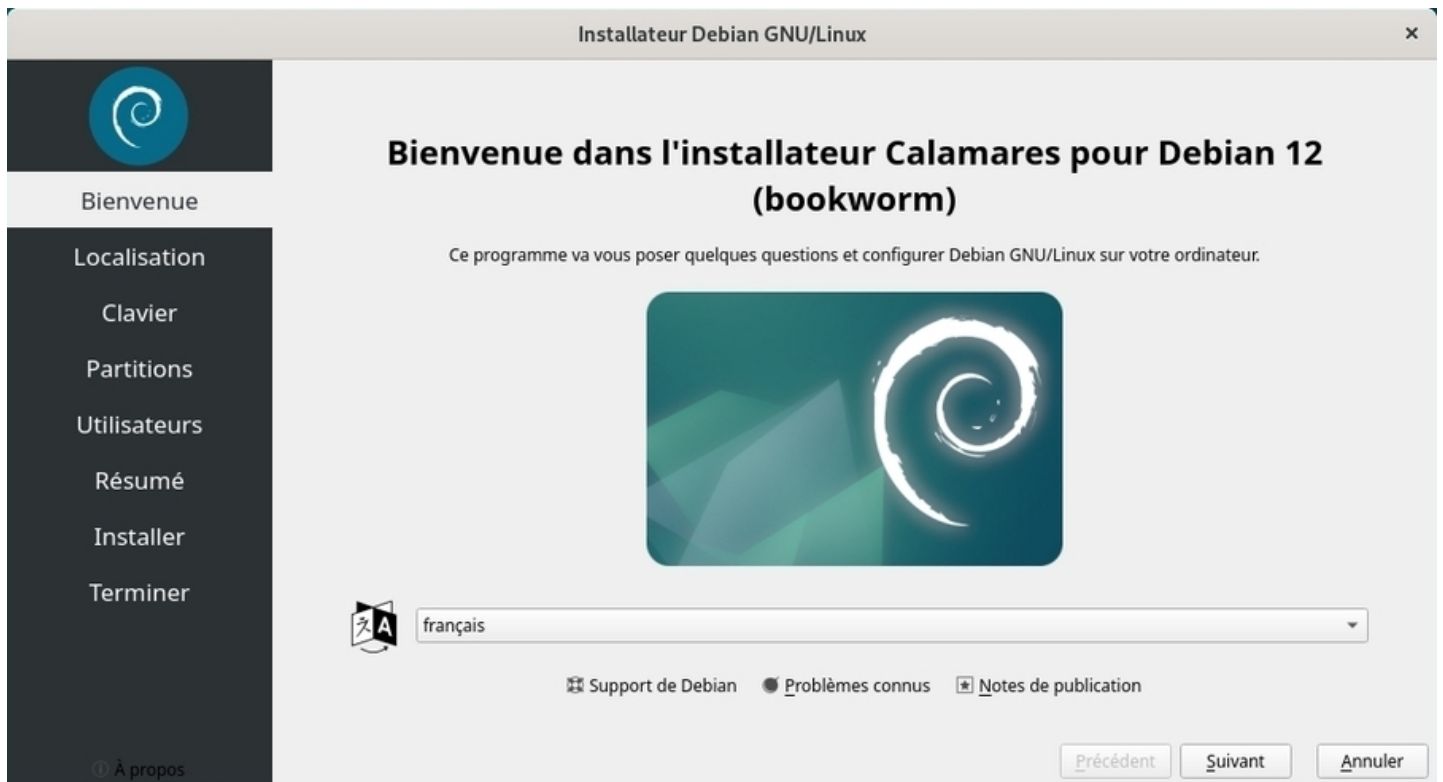 Installateur Debian GNU/Linux
Bienvenue
Localisation
Clavier
Partitions
Utilisateurs
Résumé
Installer
Terminer
À propos
Bienvenue dans l'installateur Calamares pour Debian 12
(bookworm)
Ce programme va vous poser quelques questions et configurer Debian GNU/Linux sur votre ordinateur.
français
Support de Debian Problèmes connus Notes de publication
Précédent Suivant Annuler